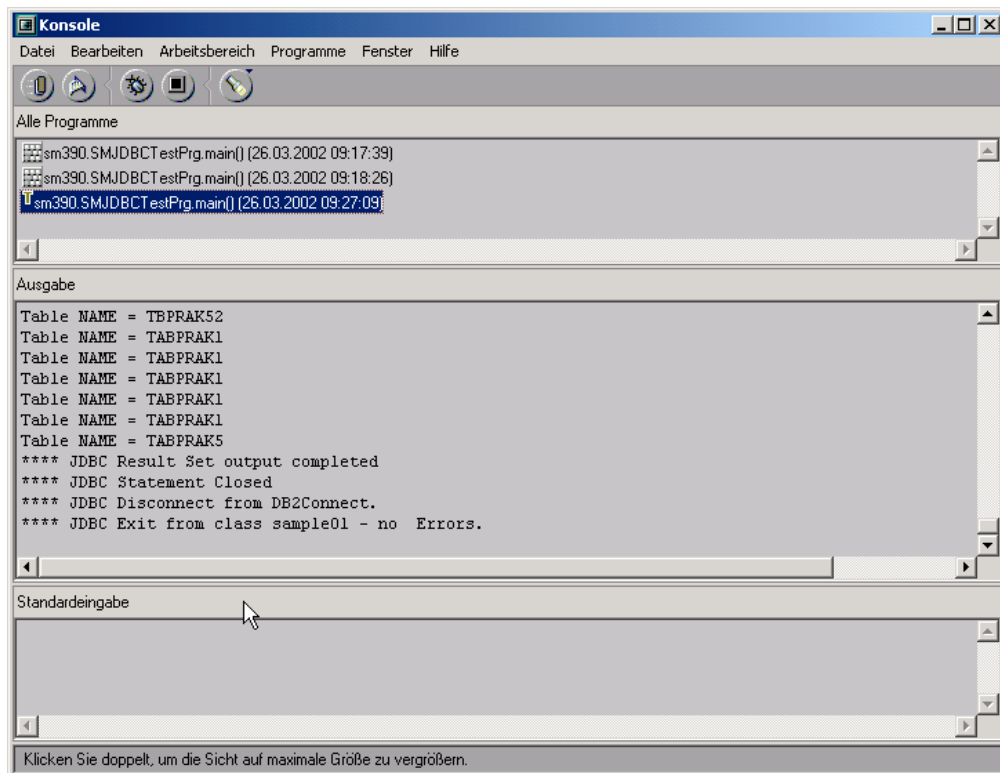 Konsole
Datei Bearbeiten Arbeitsbereich Programme Fenster Hilfe
Alle Programme
sm390.SMJDBCTestPrg.main() (26.03.2002 09:17:39)
sm390.SMJDBCTestPrg.main() (26.03.2002 09:18:26)
sm390.SMJDBCTestPrg.main() (26.03.2002 09:27:09)
Ausgabe
Table NAME = TBPRAK52
Table NAME = TABPRAK1
Table NAME = TABPRAK1
Table NAME = TABPRAK1
Table NAME = TABPRAK1
Table NAME = TABPRAK1
Table NAME = TABPRAK5
**** JDBC Result Set output completed
**** JDBC Statement Closed
**** JDBC Disconnect from DB2Connect.
**** JDBC Exit from class sample01 - no  Errors.
Standardeingabe
Klicken Sie doppelt, um die Sicht auf maximale Größe zu vergrößern.